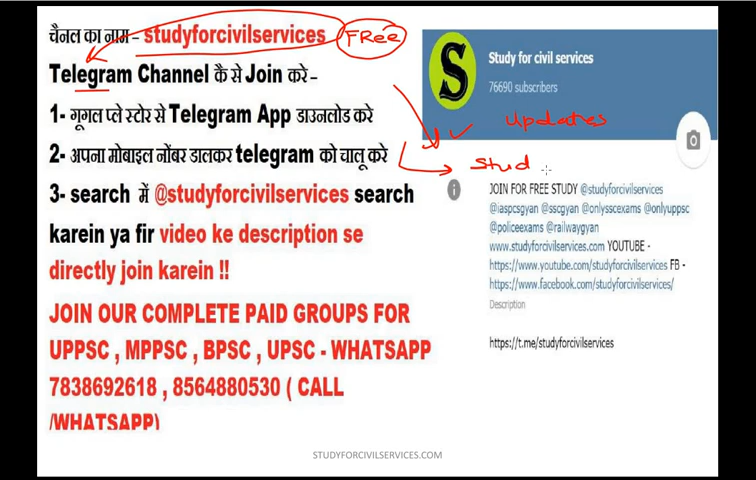 चैनल का नाम– studyforcivilservices FREE
Telegram Channel कैसे Join करे –
1- गूगल प्ले स्टोर से Telegram App डाउनलोड करे
2- अपना मोबाइल नोंबर डालकर telegram को चालू करे
3- search में @studyforcivilservices search
karein ya fir video ke description se
directly join karein !!
JOIN OUR COMPLETE PAID GROUPS FOR
UPPSC , MPPSC , BPSC , UPSC - WHATSAPP
7838692618 , 8564880530 ( CALL
/WHATSAPP)
S
Study for civil services
76690 subscribers
Updates
Stud
JOIN FOR FREE STUDY @studyforcivilservices
@iaspcsgyan @sscgyan @onlysscexams @onlyuppsc
@policeexams @railwaygyan
www.studyforcivilservices.com YOUTUBE -
https://www.youtube.com/studyforcivilservices FB -
https://www.facebook.com/studyforcivilservices/
Description
https://t.me/studyforcivilservices
STUDYFORCIVILSERVICES.COM